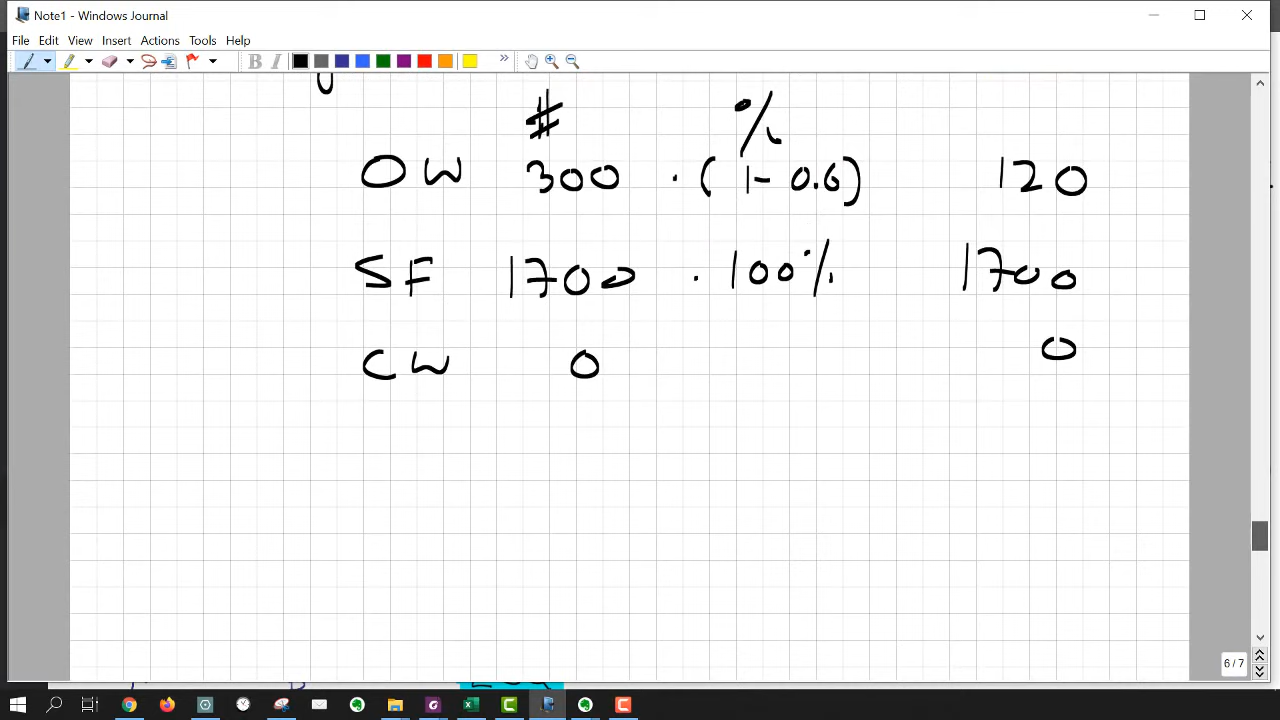 Note1 - Windows Journal
File Edit View Insert Actions Tools Help
B I »
# %
OW 300 · (1-0.6) 120
SF 1700 · 100% 1700
CW 0 0
6 / 7